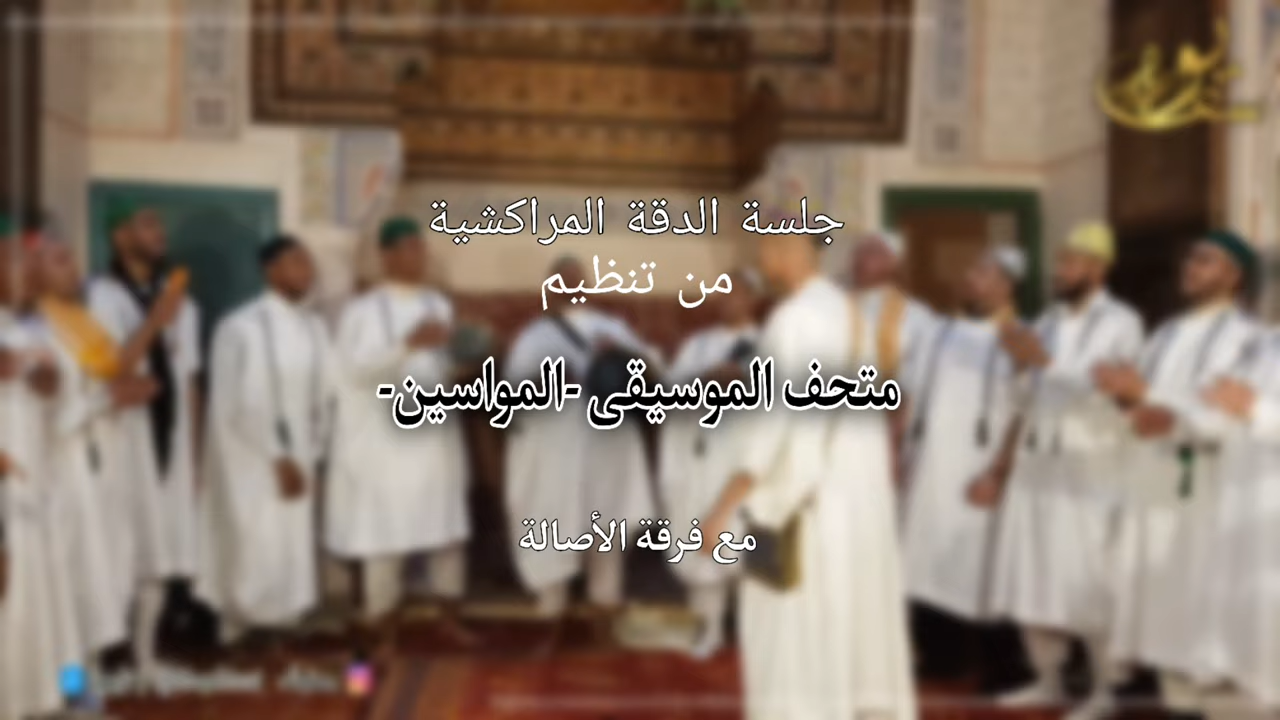 جلسة الدقة المراكشية
من تنظيم
متحف الموسيقى -المواسين-
مع فرقة الأصالة